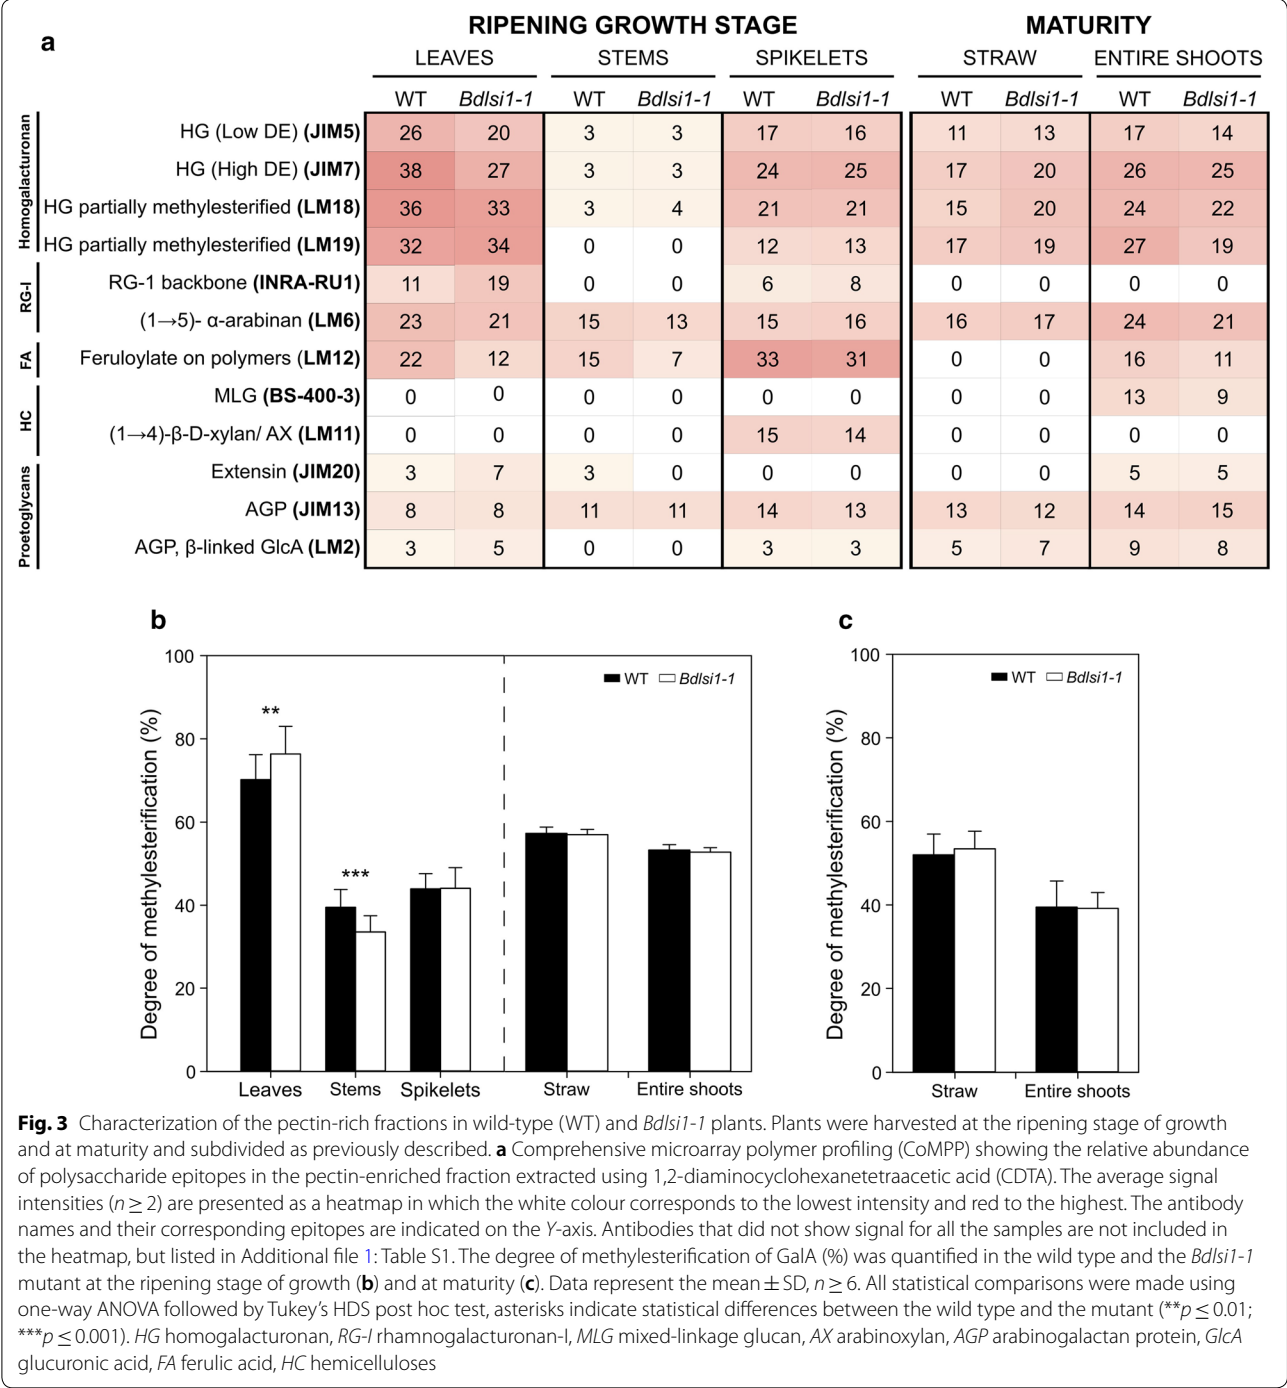 a
RIPENING GROWTH STAGE MATURITY
LEAVES STEMS SPIKELETS STRAW ENTIRE SHOOTS
WT Bdlsi1-1 WT Bdlsi1-1 WT Bdlsi1-1 WT Bdlsi1-1 WT Bdlsi1-1
Homogalacturonan
HG (Low DE) (JIM5) 26 20 3 3 17 16 11 13 17 14
HG (High DE) (JIM7) 38 27 3 3 24 25 17 20 26 25
HG partially methylesterified (LM18) 36 33 3 4 21 21 15 20 24 22
HG partially methylesterified (LM19) 32 34 0 0 12 13 17 19 27 19
RG-I
RG-1 backbone (INRA-RU1) 11 19 0 0 6 8 0 0 0 0
(1→5)- α-arabinan (LM6) 23 21 15 13 15 16 16 17 24 21
FA
Feruloylate on polymers (LM12) 22 12 15 7 33 31 0 0 16 11
HC
MLG (BS-400-3) 0 0 0 0 0 0 0 0 13 9
(1→4)-β-D-xylan/ AX (LM11) 0 0 0 0 15 14 0 0 0 0
Proetoglycans
Extensin (JIM20) 3 7 3 0 0 0 0 0 5 5
AGP (JIM13) 8 8 11 11 14 13 13 12 14 15
AGP, β-linked GlcA (LM2) 3 5 0 0 3 3 5 7 9 8
b
Degree of methylesterification (%)
100
80
60
40
20
0
WT Bdlsi1-1
**
***
Leaves Stems Spikelets Straw Entire shoots
c
Degree of methylesterification (%)
100
80
60
40
20
0
WT Bdlsi1-1
Straw Entire shoots
Fig. 3 Characterization of the pectin-rich fractions in wild-type (WT) and Bdlsi1-1 plants. Plants were harvested at the ripening stage of growth
and at maturity and subdivided as previously described. a Comprehensive microarray polymer profiling (CoMPP) showing the relative abundance
of polysaccharide epitopes in the pectin-enriched fraction extracted using 1,2-diaminocyclohexanetetraacetic acid (CDTA). The average signal
intensities (n ≥ 2) are presented as a heatmap in which the white colour corresponds to the lowest intensity and red to the highest. The antibody
names and their corresponding epitopes are indicated on the Y-axis. Antibodies that did not show signal for all the samples are not included in
the heatmap, but listed in Additional file 1: Table S1. The degree of methylesterification of GalA (%) was quantified in the wild type and the Bdlsi1-1
mutant at the ripening stage of growth (b) and at maturity (c). Data represent the mean ± SD, n ≥ 6. All statistical comparisons were made using
one-way ANOVA followed by Tukey's HDS post hoc test, asterisks indicate statistical differences between the wild type and the mutant (**p ≤ 0.01;
***p ≤ 0.001). HG homogalacturonan, RG-I rhamnogalacturonan-I, MLG mixed-linkage glucan, AX arabinoxylan, AGP arabinogalactan protein, GlcA
glucuronic acid, FA ferulic acid, HC hemicelluloses